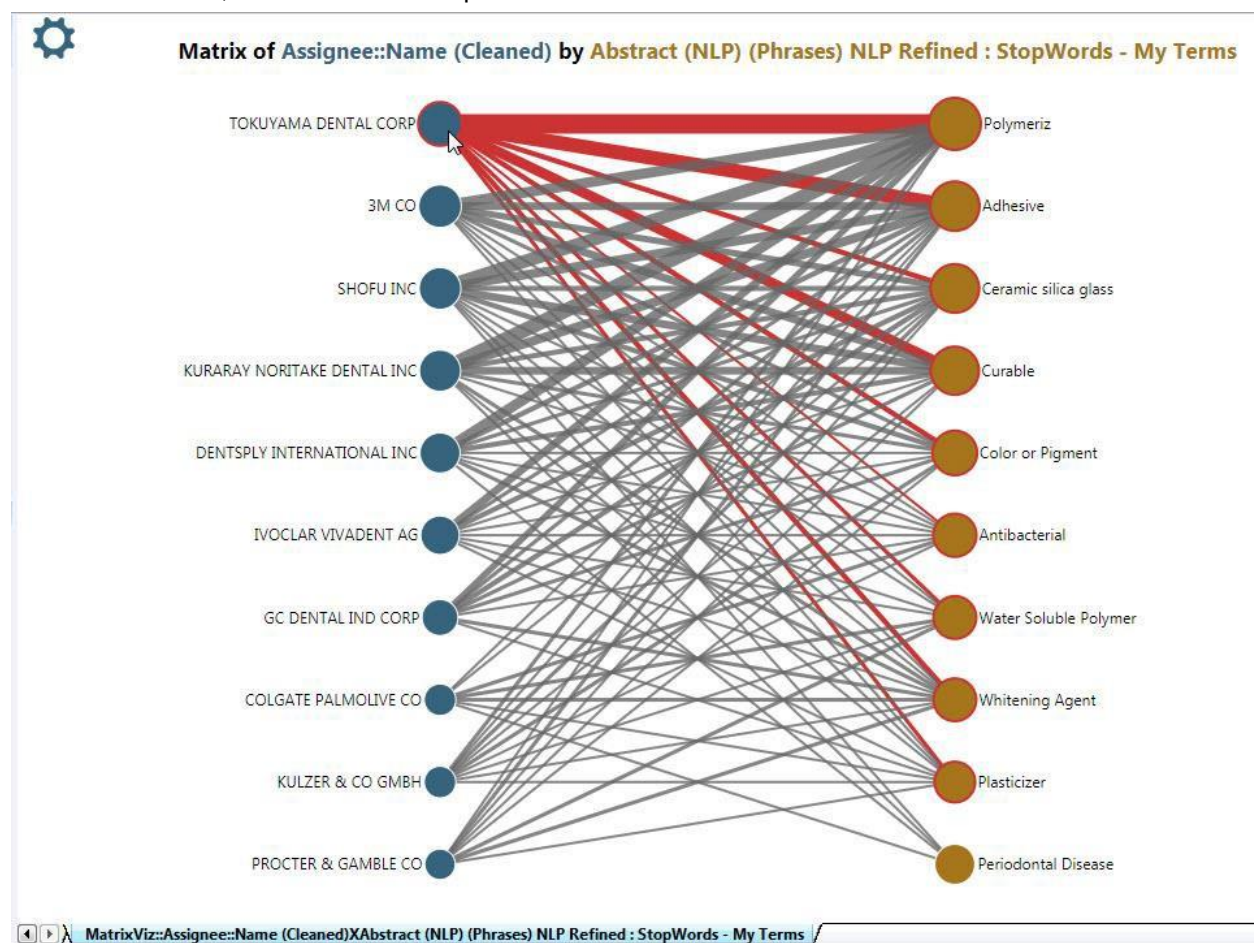 Matrix of Assignee::Name (Cleaned) by Abstract (NLP) (Phrases) NLP Refined : StopWords - My Terms
TOKUYAMA DENTAL CORP
Polymeriz
3M CO
Adhesive
SHOFU INC
Ceramic silica glass
KURARAY NORITAKE DENTAL INC
Curable
DENTSPLY INTERNATIONAL INC
Color or Pigment
IVOCLAR VIVADENT AG
Antibacterial
GC DENTAL IND CORP
Water Soluble Polymer
COLGATE PALMOLIVE CO
Whitening Agent
KULZER & CO GMBH
Plasticizer
PROCTER & GAMBLE CO
Periodontal Disease
MatrixViz::Assignee::Name (Cleaned)XAbstract (NLP) (Phrases) NLP Refined : StopWords - My Terms